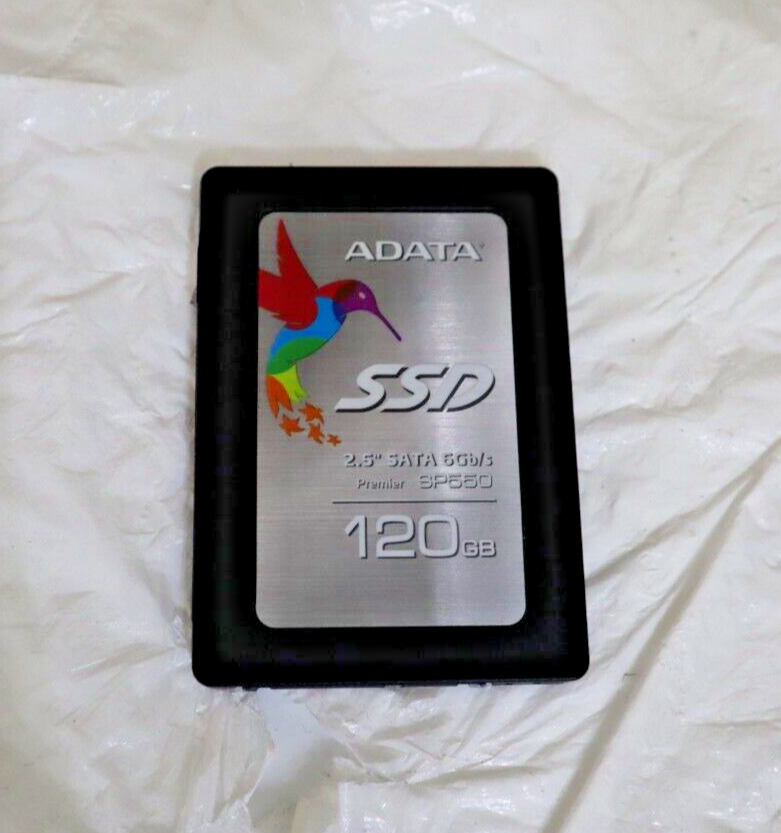 ADATA
SSD
2.5" SATA 6Gb/s
Premier SP550
120GB